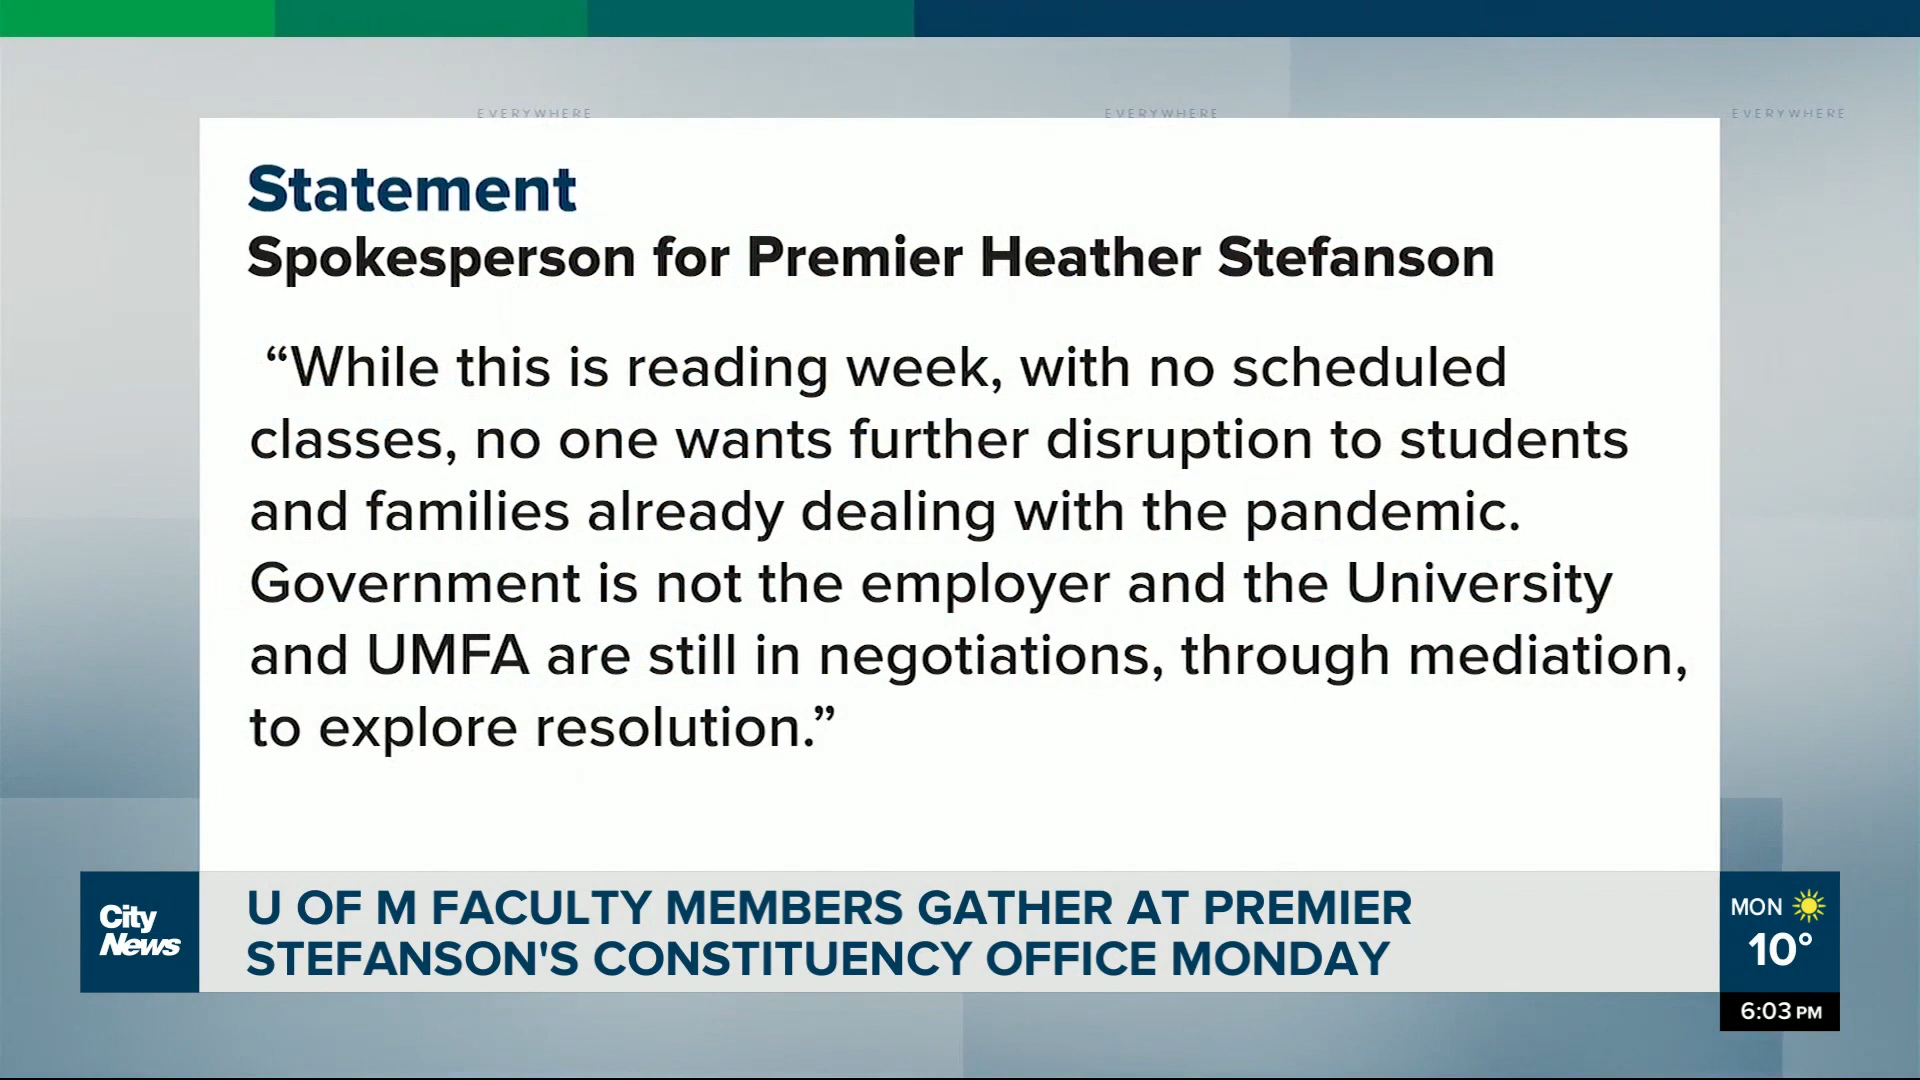 EVERYWHERE EVERYWHERE EVERYWHERE
Statement
Spokesperson for Premier Heather Stefanson
“While this is reading week, with no scheduled
classes, no one wants further disruption to students
and families already dealing with the pandemic.
Government is not the employer and the University
and UMFA are still in negotiations, through mediation,
to explore resolution.”
City
News
U OF M FACULTY MEMBERS GATHER AT PREMIER
STEFANSON'S CONSTITUENCY OFFICE MONDAY
MON
10°
6:03 PM